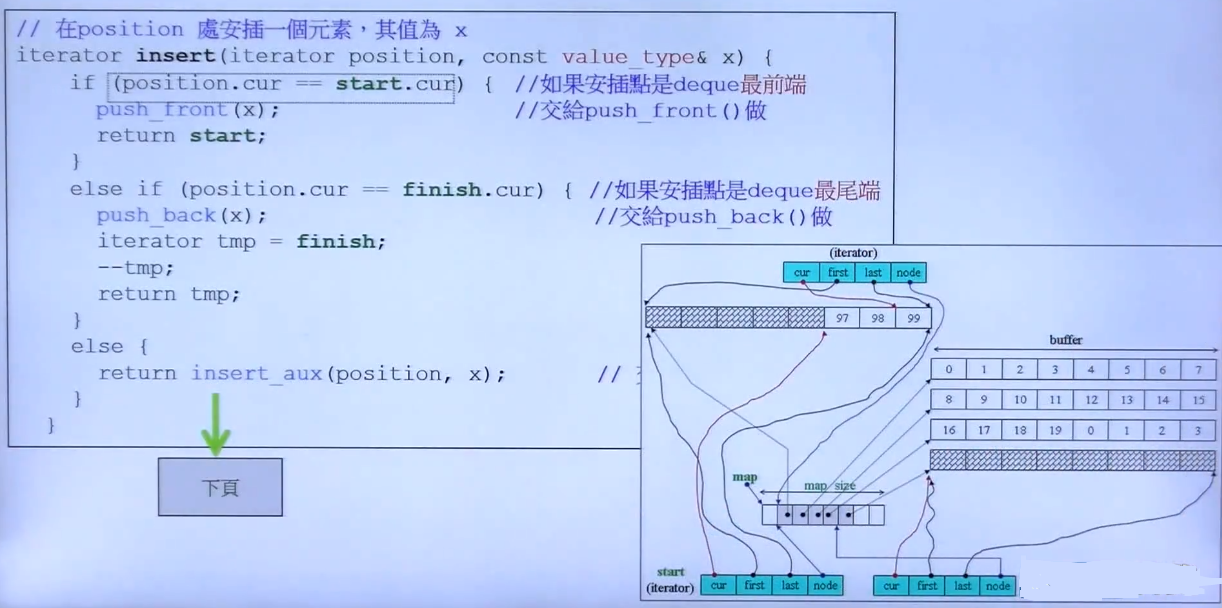 // 在position 處安插一個元素，其值為 x
iterator insert(iterator position, const value_type& x) {
if (position.cur == start.cur) { //如果安插點是deque最前端
push_front(x); //交給push_front()做
return start;
}
else if (position.cur == finish.cur) { //如果安插點是deque最尾端
push_back(x); //交給push_back()做
iterator tmp = finish;
--tmp;
return tmp;
}
else {
return insert_aux(position, x); //
}
}
下頁
(iterator)
cur first last node
97 98 99
buffer
0 1 2 3 4 5 6 7
8 9 10 11 12 13 14 15
16 17 18 19 0 1 2 3
map
map_size
start
(iterator)
cur first last node
cur first last node